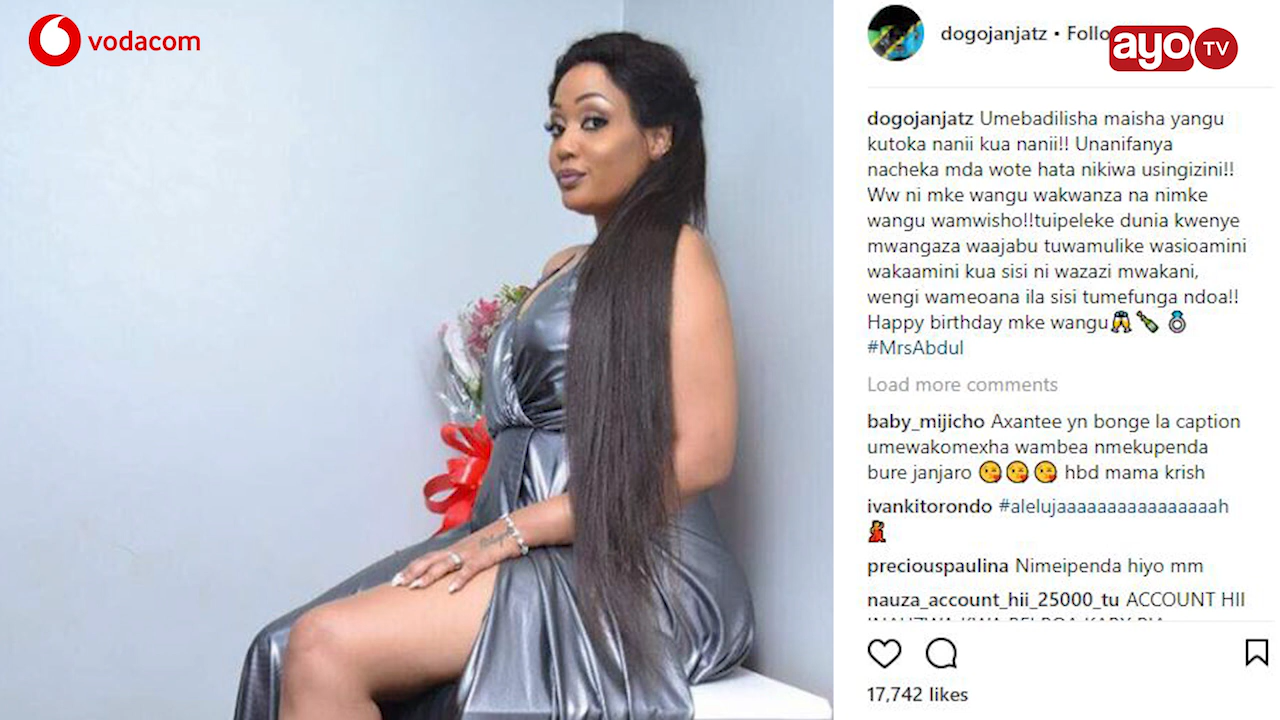 vodacom
dogojanjatz • Follo
ayo TV
dogojanjatz Umebadilisha maisha yangu
kutoka nanii kua nanii!! Unanifanya
nacheka mda wote hata nikiwa usingizini!!
Ww ni mke wangu wakwanza na nimke
wangu wamwisho!!tuipeleke dunia kwenye
mwangaza waajabu tuwamulike wasioamini
wakaamini kua sisi ni wazazi mwakani,
wengi wameoana ila sisi tumefunga ndoa!!
Happy birthday mke wangu🥂🍾💍
#MrsAbdul
Load more comments
baby_mijicho Axantee yn bonge la caption
umewakomexha wambea nmekupenda
bure janjaro 😘😘😘 hbd mama krish
ivankitorondo #alelujaaaaaaaaaaaaaaaah
💃
preciouspaulina Nimeipenda hiyo mm
nauza_account_hii_25000_tu ACCOUNT HII
17,742 likes